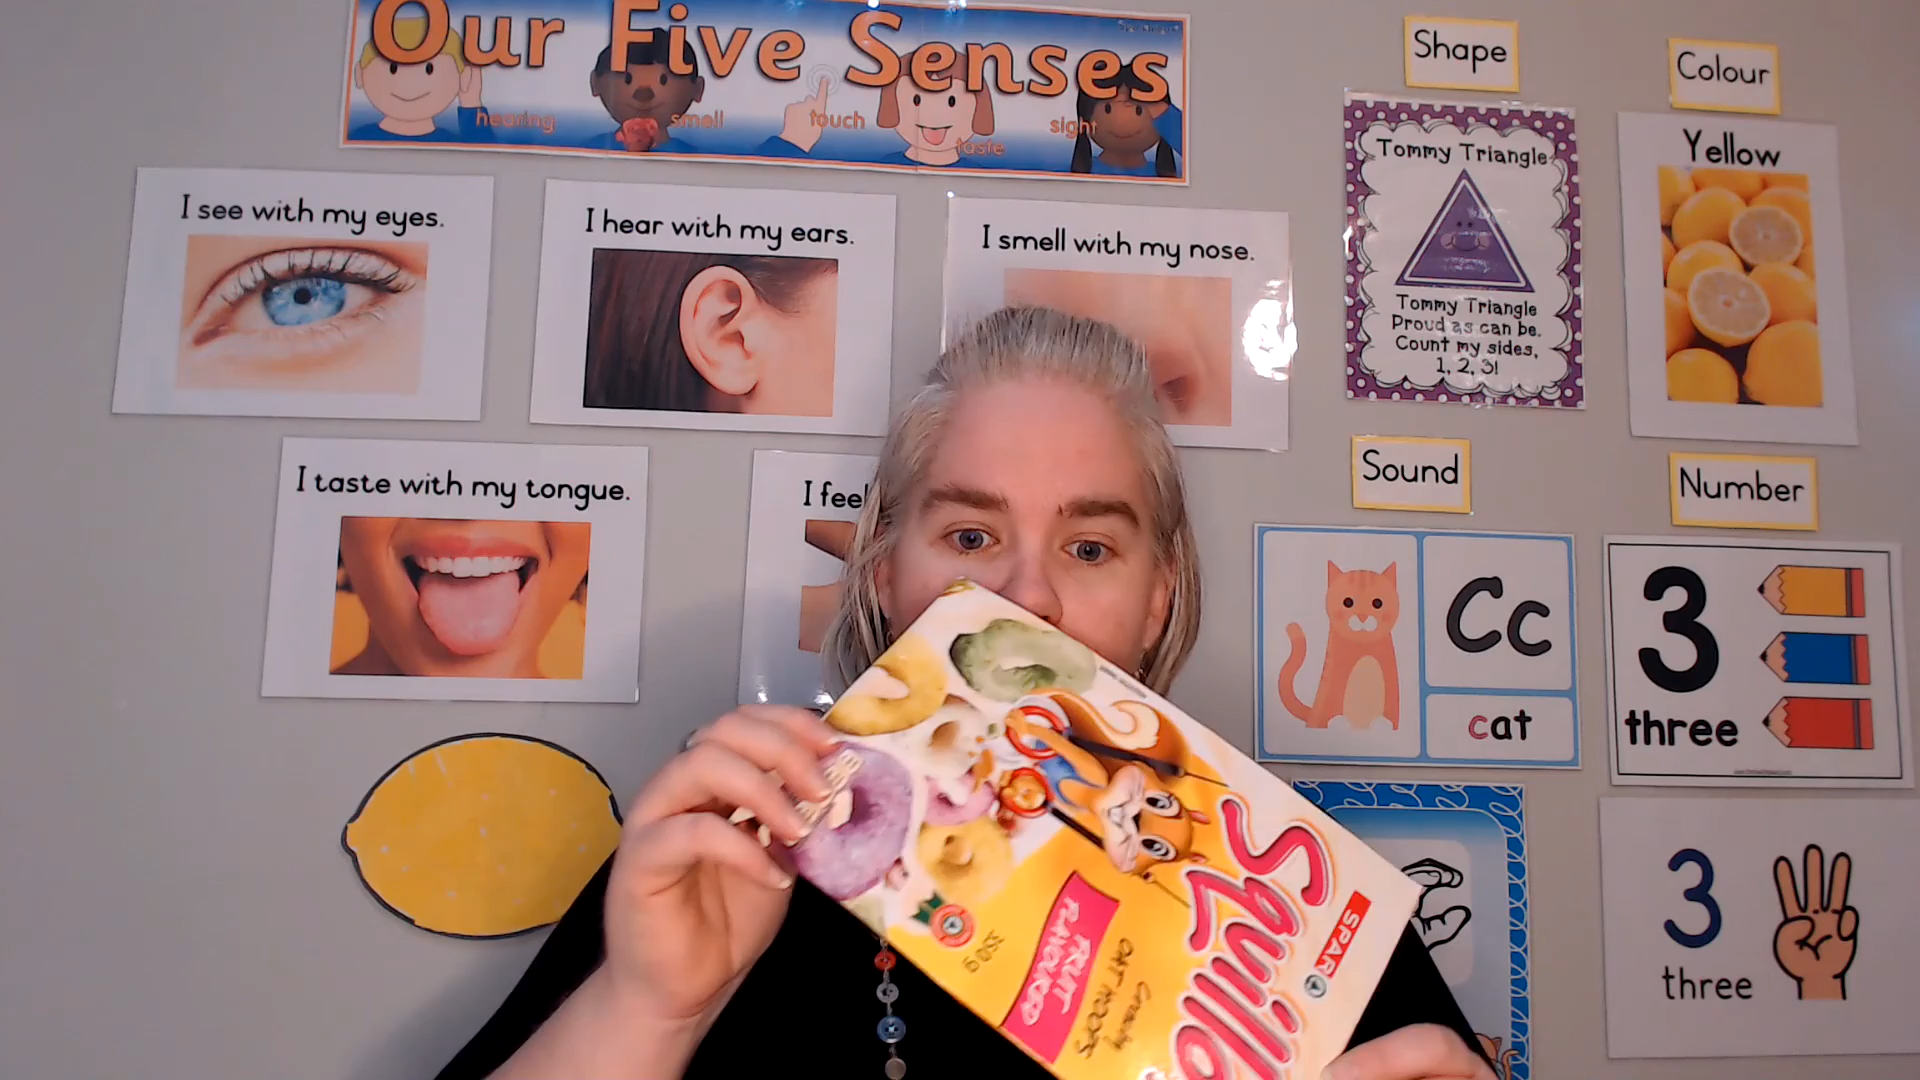 Our Five Senses
hearing
smell
touch
taste
sight
Shape
Colour
Tommy Triangle
Tommy Triangle
Proud as can be.
Count my sides,
1, 2, 3!
Yellow
I see with my eyes.
I hear with my ears.
I smell with my nose.
I taste with my tongue.
I feel
Sound
Number
Cc
cat
3
three
3
three
SPAR
Squillo
Crunchy
OAT HOOPS
FRUIT
FLAVOURED
350g